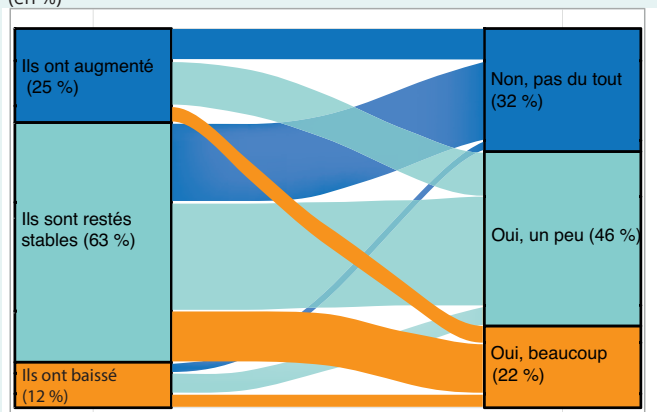 (en %)
Ils ont augmenté
(25 %)
Non, pas du tout
(32 %)
Ils sont restés
stables (63 %)
Oui, un peu (46 %)
Ils ont baissé
(12 %)
Oui, beaucoup
(22 %)